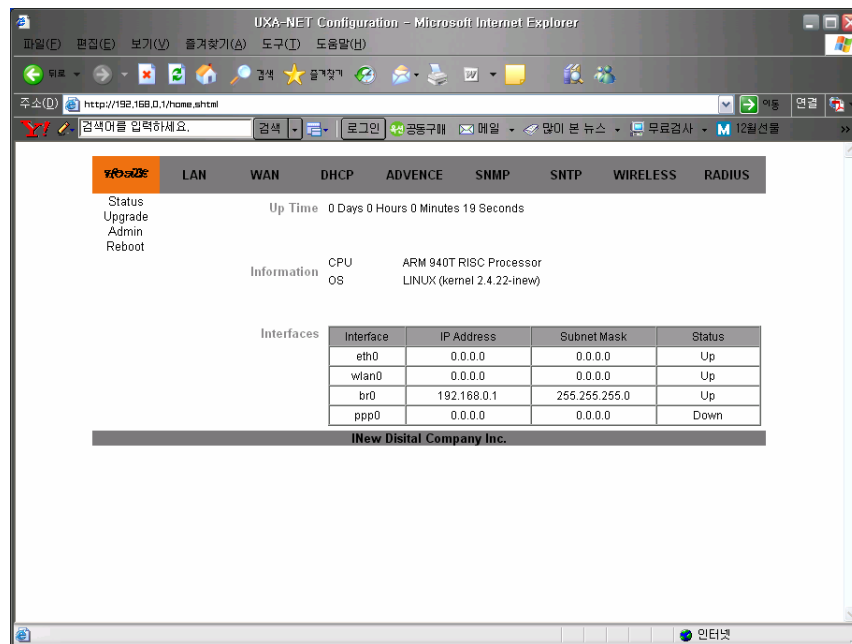 UXA-NET Configuration - Microsoft Internet Explorer
파일(F) 편집(E) 보기(V) 즐겨찾기(A) 도구(T) 도움말(H)
뒤로 검색 즐겨찾기
주소(D) http://192.168.0.1/home.shtml 이동 연결
Y! 검색어를 입력하세요. 검색 로그인 공동구매 메일 많이 본 뉴스 무료검사 M 12월선물 »
LAN WAN DHCP ADVENCE SNMP SNTP WIRELESS RADIUS
Status
Upgrade
Admin
Reboot
Up Time 0 Days 0 Hours 0 Minutes 19 Seconds
Information
CPU ARM 940T RISC Processor
OS LINUX (kernel 2.4.22-inew)
Interfaces
Interface IP Address Subnet Mask Status
eth0 0.0.0.0 0.0.0.0 Up
wlan0 0.0.0.0 0.0.0.0 Up
br0 192.168.0.1 255.255.255.0 Up
ppp0 0.0.0.0 0.0.0.0 Down
INew Disital Company Inc.
인터넷